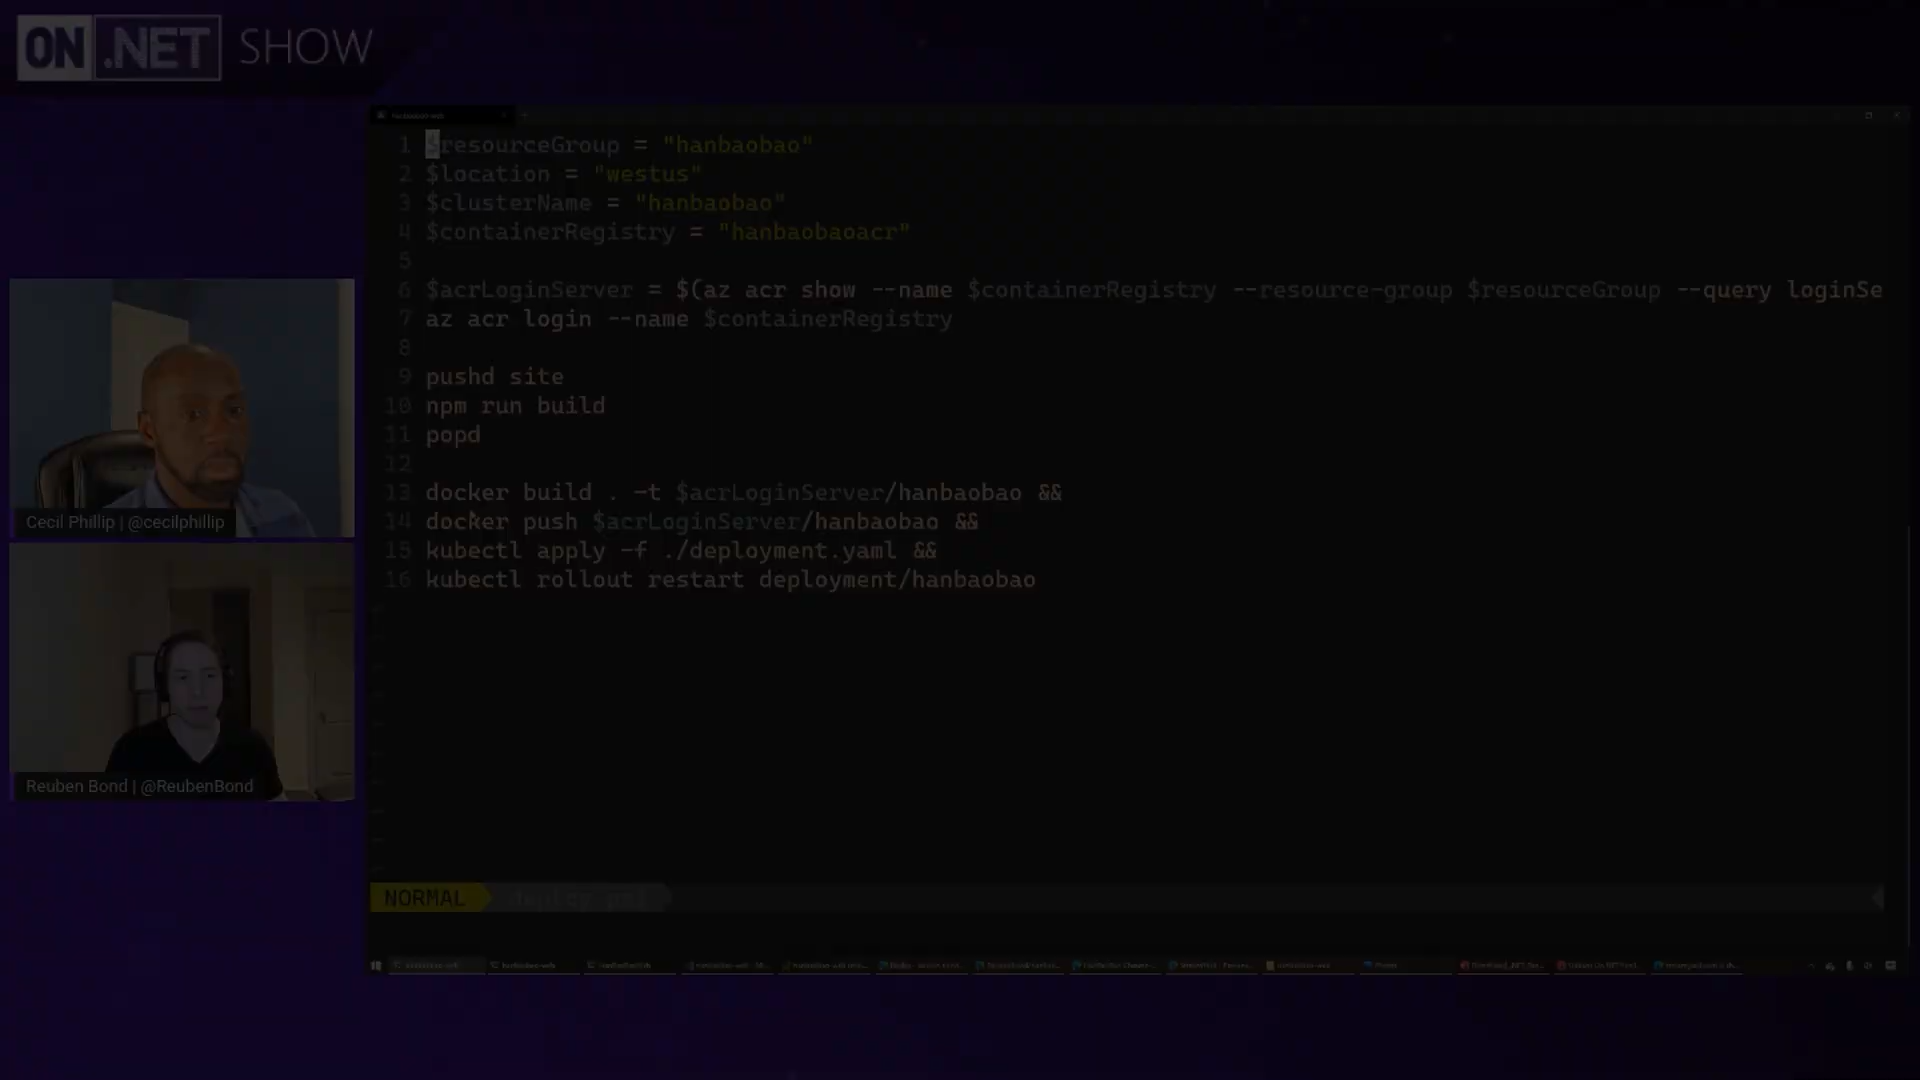 ON .NET SHOW
1 $resourceGroup = "hanbaobao"
2 $location = "westus"
3 $clusterName = "hanbaobao"
4 $containerRegistry = "hanbaobaoacr"
5
6 $acrLoginServer = $(az acr show --name $containerRegistry --resource-group $resourceGroup --query loginSe
7 az acr login --name $containerRegistry
8
9 pushd site
10 npm run build
11 popd
12
13 docker build . -t $acrLoginServer/hanbaobao &&
14 docker push $acrLoginServer/hanbaobao &&
15 kubectl apply -f ./deployment.yaml &&
16 kubectl rollout restart deployment/hanbaobao
Cecil Phillip | @cecilphillip
Reuben Bond | @ReubenBond
NORMAL deploy.ps1